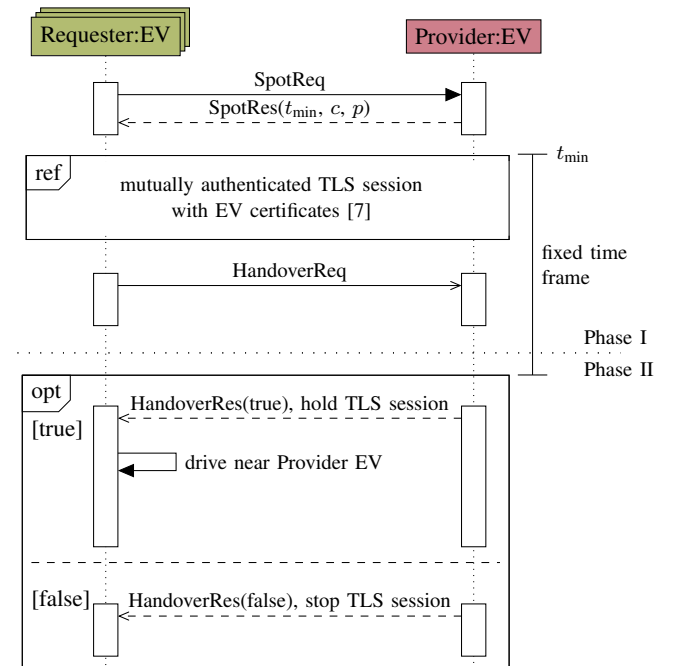 Requester:EV
Provider:EV
SpotReq
SpotRes(t_min, c, p)
t_min
ref
mutually authenticated TLS session
with EV certificates [7]
fixed time
frame
HandoverReq
Phase I
Phase II
opt
HandoverRes(true), hold TLS session
[true]
drive near Provider EV
[false]
HandoverRes(false), stop TLS session